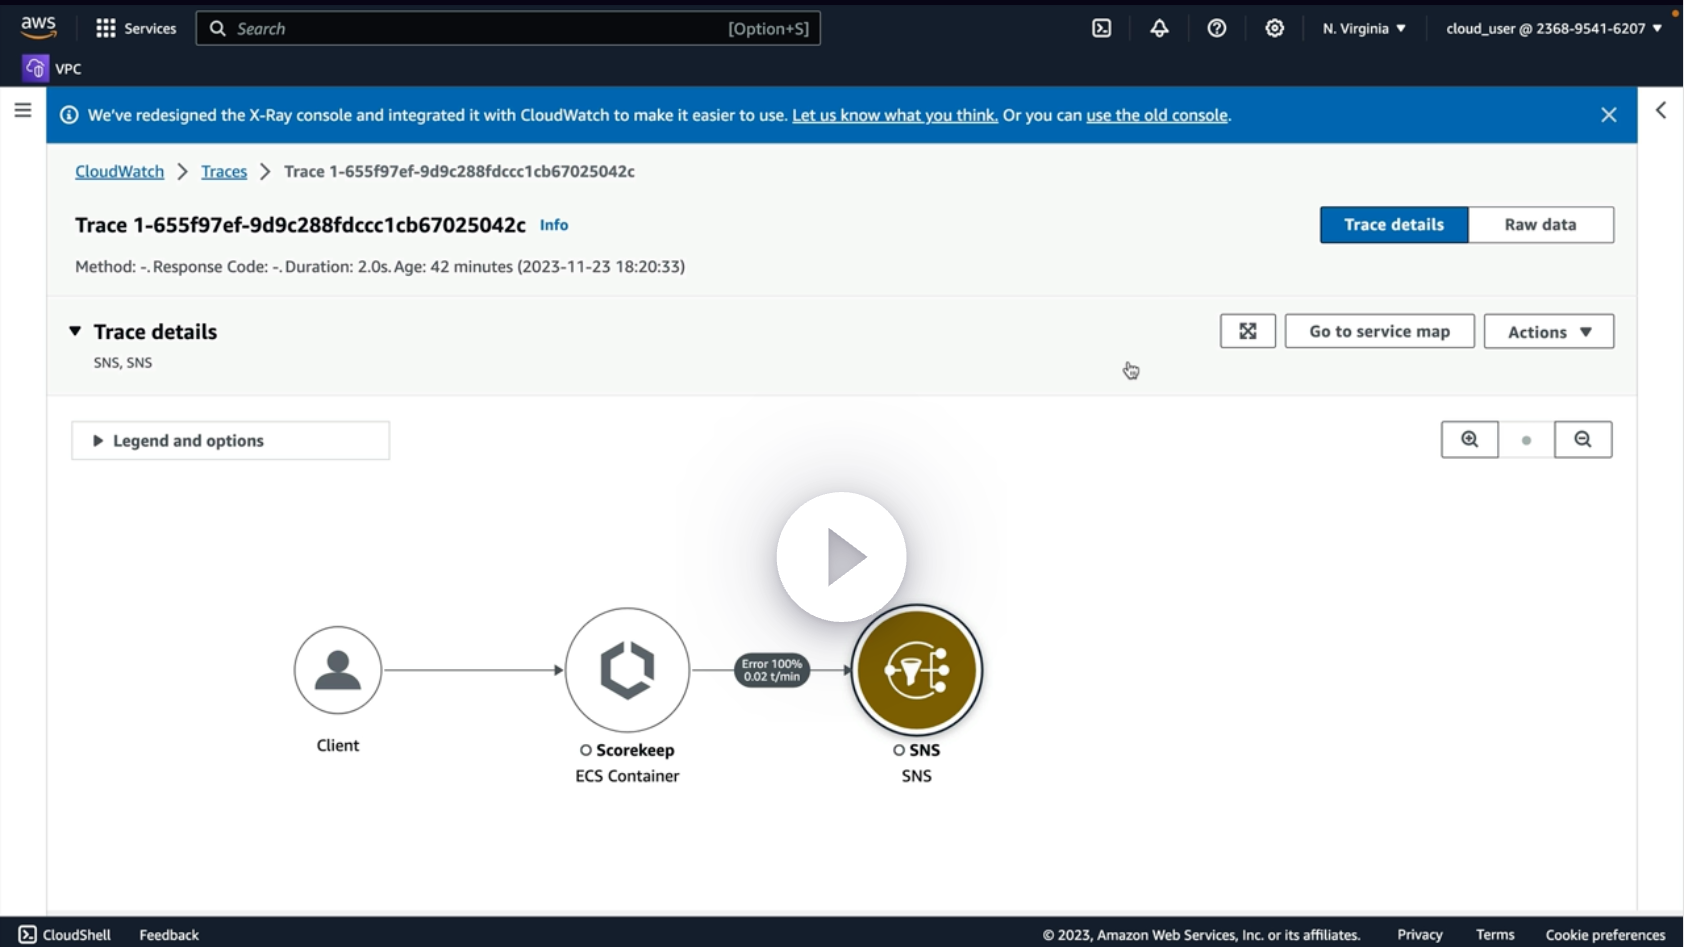 aws
Services
Search
[Option+S]
N. Virginia ▼
cloud_user @ 2368-9541-6207 ▼
VPC
We've redesigned the X-Ray console and integrated it with CloudWatch to make it easier to use. Let us know what you think. Or you can use the old console.
CloudWatch > Traces > Trace 1-655f97ef-9d9c288fdccc1cb67025042c
Trace 1-655f97ef-9d9c288fdccc1cb67025042c Info
Trace details
Raw data
Method: -. Response Code: -. Duration: 2.0s. Age: 42 minutes (2023-11-23 18:20:33)
Trace details
SNS, SNS
Go to service map
Actions ▼
Legend and options
Error 100%
0.02 t/min
Client
Scorekeep
ECS Container
SNS
SNS
CloudShell
Feedback
© 2023, Amazon Web Services, Inc. or its affiliates.
Privacy
Terms
Cookie preferences